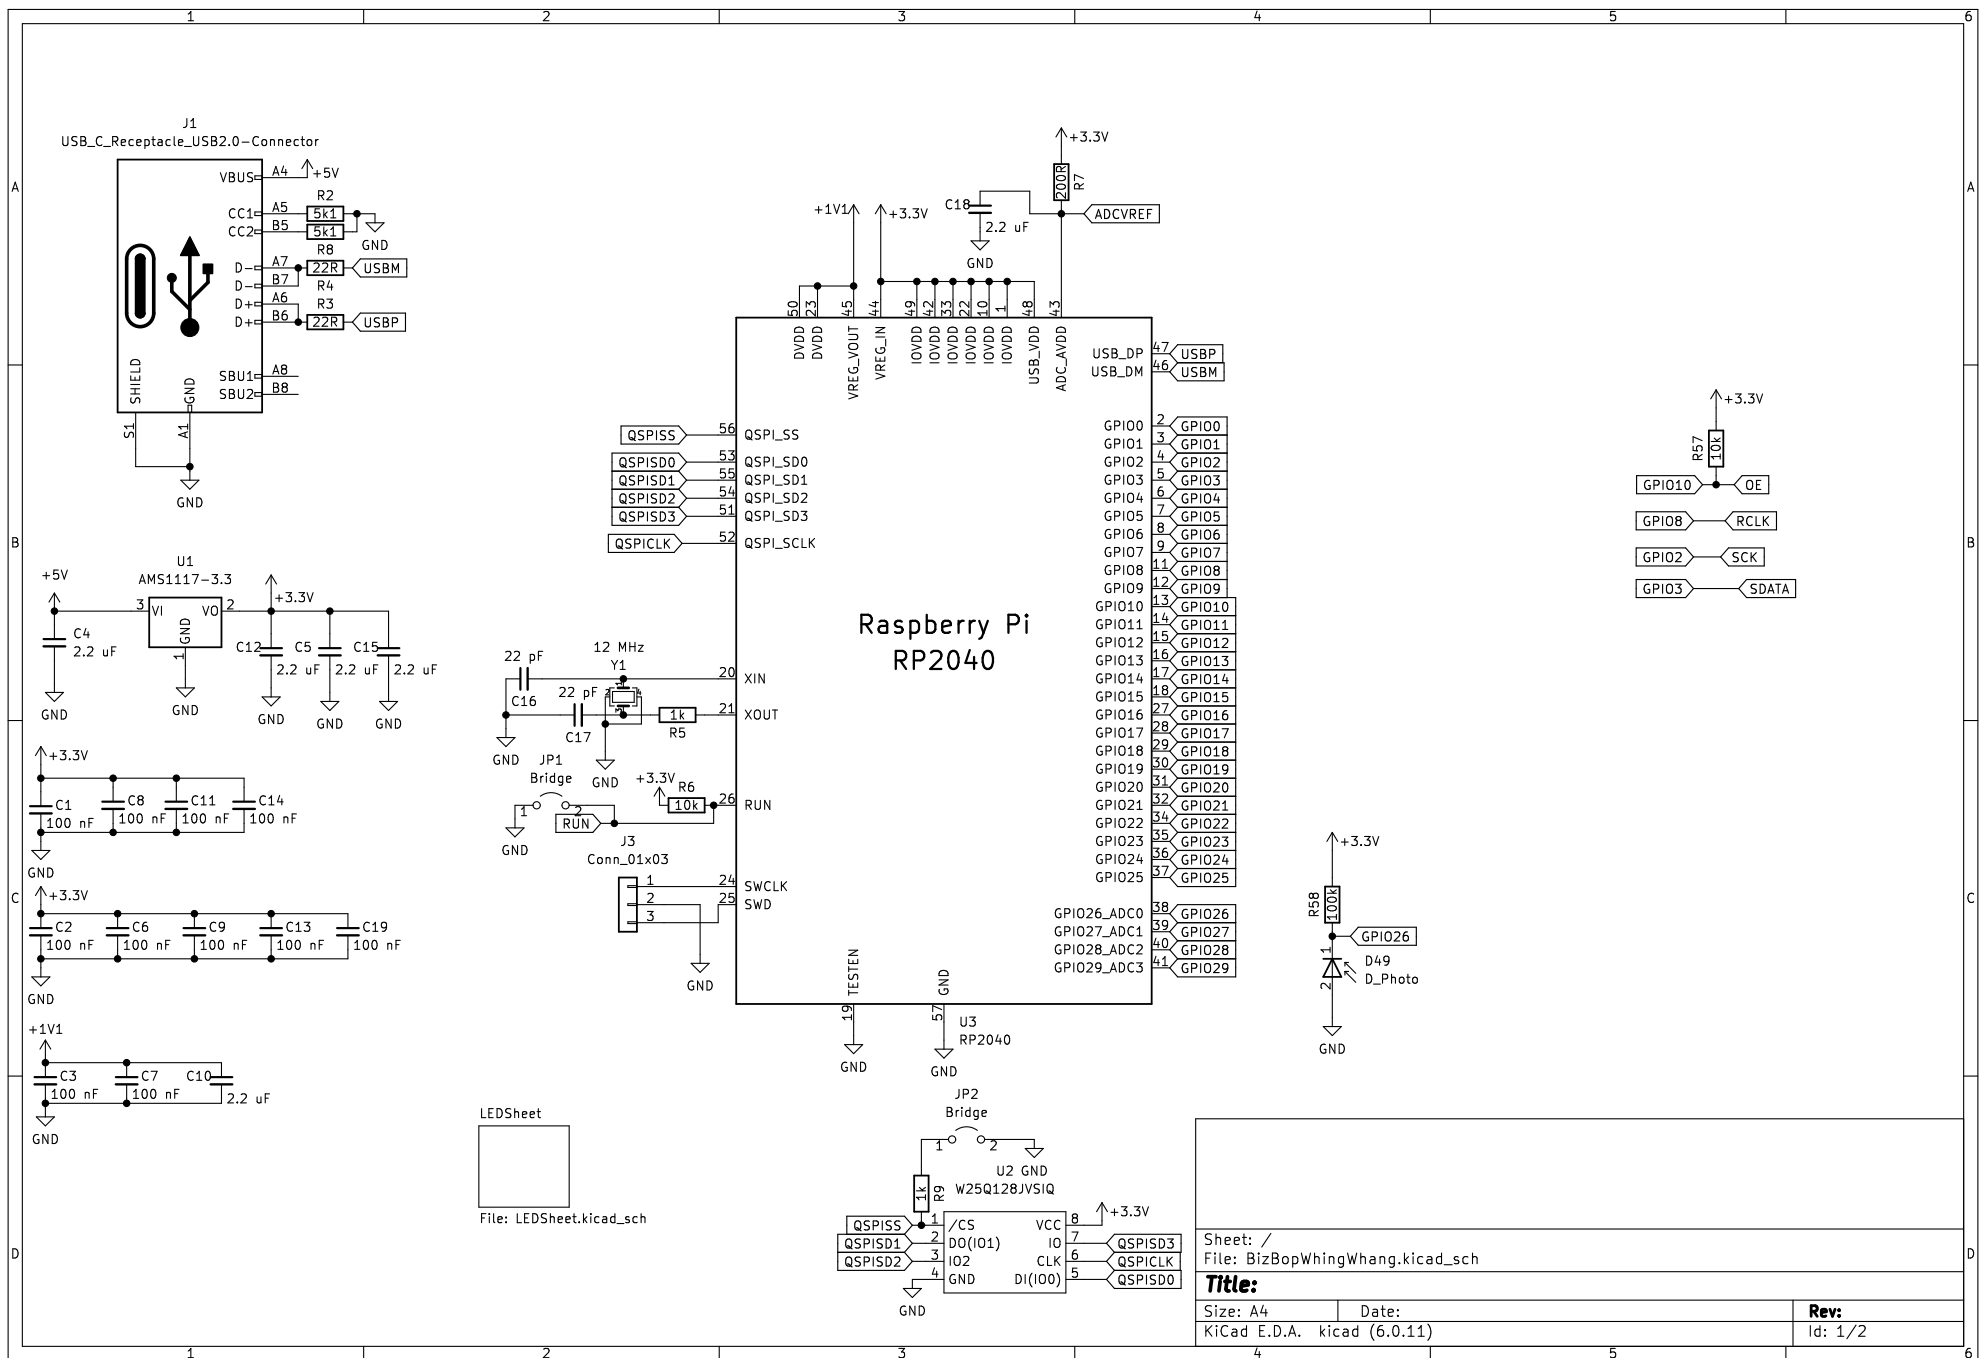 1 2 3 4 5 6
A
B
C
D
J1
USB_C_Receptacle_USB2.0-Connector
VBUS A4 +5V
R2
CC1 A5 5k1
CC2 B5 5k1
GND
R8
D- A7 22R USBM
D- B7
R4
D+ A6
R3
D+ B6 22R USBP
SBU1 A8
SBU2 B8
SHIELD GND
S1 A1
GND
U1
AMS1117-3.3
+5V
3 VI VO 2
GND
1
+3.3V
C4
2.2 uF
C12
2.2 uF
C5
2.2 uF
C15
2.2 uF
GND
GND
GND
GND
GND
+3.3V
C1
100 nF
C8
100 nF
C11
100 nF
C14
100 nF
GND
+3.3V
C2
100 nF
C6
100 nF
C9
100 nF
C13
100 nF
C19
100 nF
GND
+1V1
C3
100 nF
C7
100 nF
C10
2.2 uF
GND
+3.3V
200R
R7
C18
2.2 uF
GND
ADCVREF
+1V1
+3.3V
50 DVDD
23 DVDD
45 VREG_VOUT
44 VREG_IN
49 IOVDD
42 IOVDD
33 IOVDD
22 IOVDD
10 IOVDD
1 IOVDD
48 USB_VDD
43 ADC_AVDD
USB_DP 47 USBP
USB_DM 46 USBM
QSPISS 56 QSPI_SS
QSPISD0 53 QSPI_SD0
QSPISD1 55 QSPI_SD1
QSPISD2 54 QSPI_SD2
QSPISD3 51 QSPI_SD3
QSPICLK 52 QSPI_SCLK
Raspberry Pi
RP2040
GPIO0 2 GPIO0
GPIO1 3 GPIO1
GPIO2 4 GPIO2
GPIO3 5 GPIO3
GPIO4 6 GPIO4
GPIO5 7 GPIO5
GPIO6 8 GPIO6
GPIO7 9 GPIO7
GPIO8 11 GPIO8
GPIO9 12 GPIO9
GPIO10 13 GPIO10
GPIO11 14 GPIO11
GPIO12 15 GPIO12
GPIO13 16 GPIO13
GPIO14 17 GPIO14
GPIO15 18 GPIO15
GPIO16 27 GPIO16
GPIO17 28 GPIO17
GPIO18 29 GPIO18
GPIO19 30 GPIO19
GPIO20 31 GPIO20
GPIO21 32 GPIO21
GPIO22 34 GPIO22
GPIO23 35 GPIO23
GPIO24 36 GPIO24
GPIO25 37 GPIO25
GPIO26_ADC0 38 GPIO26
GPIO27_ADC1 39 GPIO27
GPIO28_ADC2 40 GPIO28
GPIO29_ADC3 41 GPIO29
12 MHz
Y1
22 pF
C16
22 pF
C17
1 2 3 4
20 XIN
1k
R5
21 XOUT
GND
GND
JP1
Bridge
1 2
GND
RUN
+3.3V
R6
10k
26 RUN
J3
Conn_01x03
1 24 SWCLK
2 25 SWD
3
GND
TESTEN
19
GND
GND
57
GND
U3
RP2040
LEDSheet
File: LEDSheet.kicad_sch
JP2
Bridge
1 2
GND
1k
R9
U2
W25Q128JVSIQ
QSPISS 1 /CS VCC 8 +3.3V
QSPISD1 2 DO(IO1) IO 7 QSPISD3
QSPISD2 3 IO2 CLK 6 QSPICLK
4 GND DI(IO0) 5 QSPISD0
GND
+3.3V
R57
10k
GPIO10 OE
GPIO8 RCLK
GPIO2 SCK
GPIO3 SDATA
+3.3V
R58
100k
GPIO26
1
D49
D_Photo
2
GND
Sheet: /
File: BizBopWhingWhang.kicad_sch
Title:
Size: A4 Date: Rev:
KiCad E.D.A. kicad (6.0.11) Id: 1/2
A
B
C
D
1 2 3 4 5 6